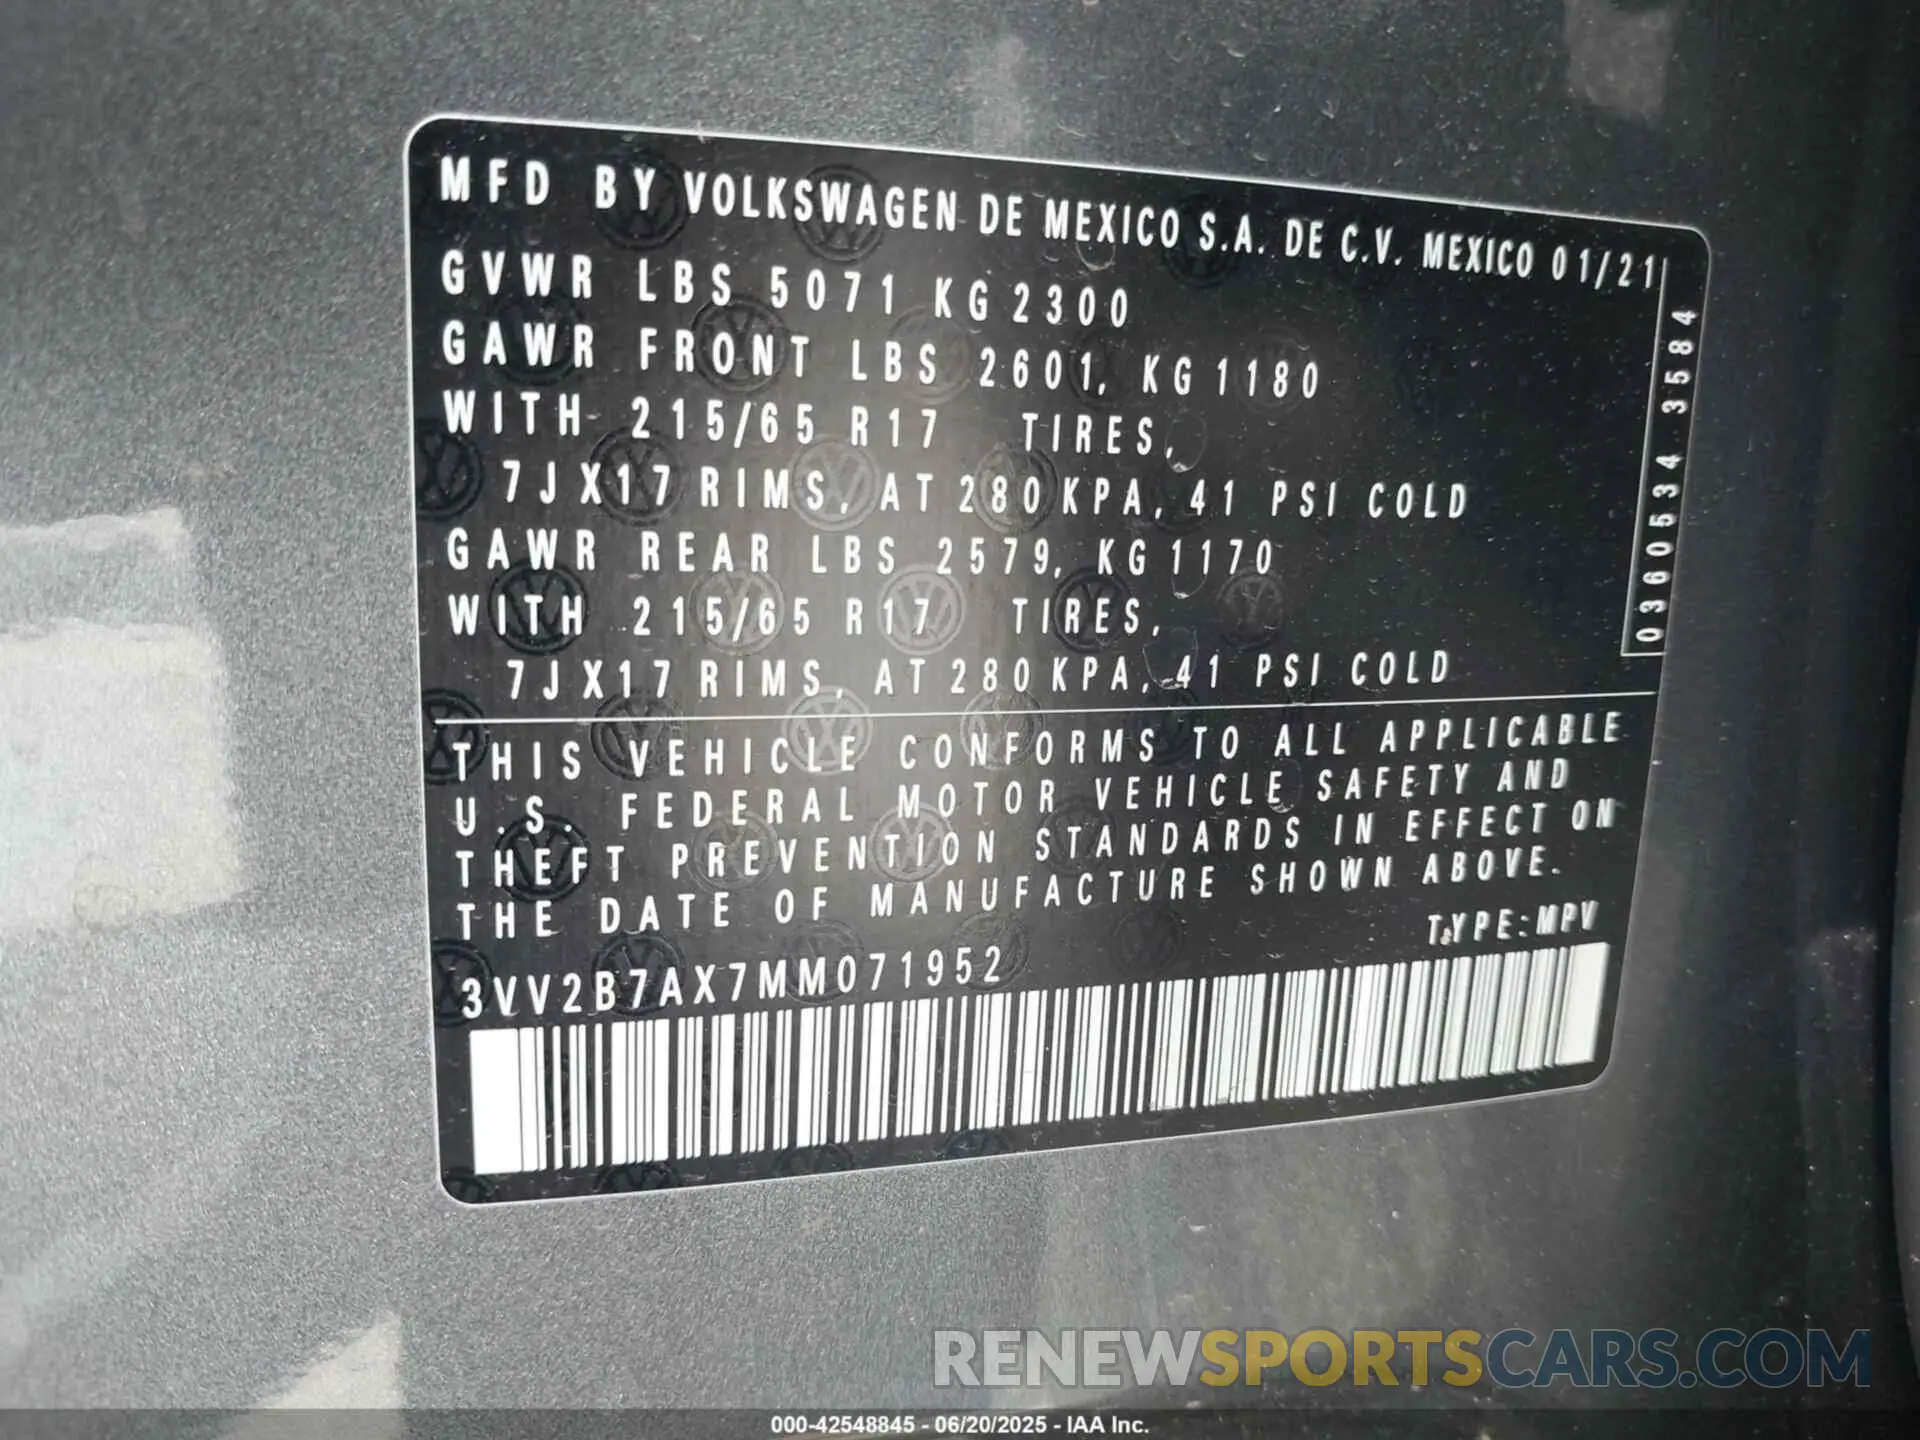 MFD BY VOLKSWAGEN DE MEXICO S.A. DE C.V. MEXICO 01/21
GVWR LBS 5071 KG 2300
GAWR FRONT LBS 2601, KG 1180
WITH 215/65 R17 TIRES,
7JX17 RIMS, AT 280 KPA, 41 PSI COLD
GAWR REAR LBS 2579, KG 1170
WITH 215/65 R17 TIRES,
7JX17 RIMS, AT 280 KPA, 41 PSI COLD
0360534 3584
THIS VEHICLE CONFORMS TO ALL APPLICABLE
U.S. FEDERAL MOTOR VEHICLE SAFETY AND
THEFT PREVENTION STANDARDS IN EFFECT ON
THE DATE OF MANUFACTURE SHOWN ABOVE.
TYPE: MPV
3VV2B7AX7MM071952
RENEWSPORTSCARS.COM
000-42548845 - 06/20/2025 - IAA Inc.